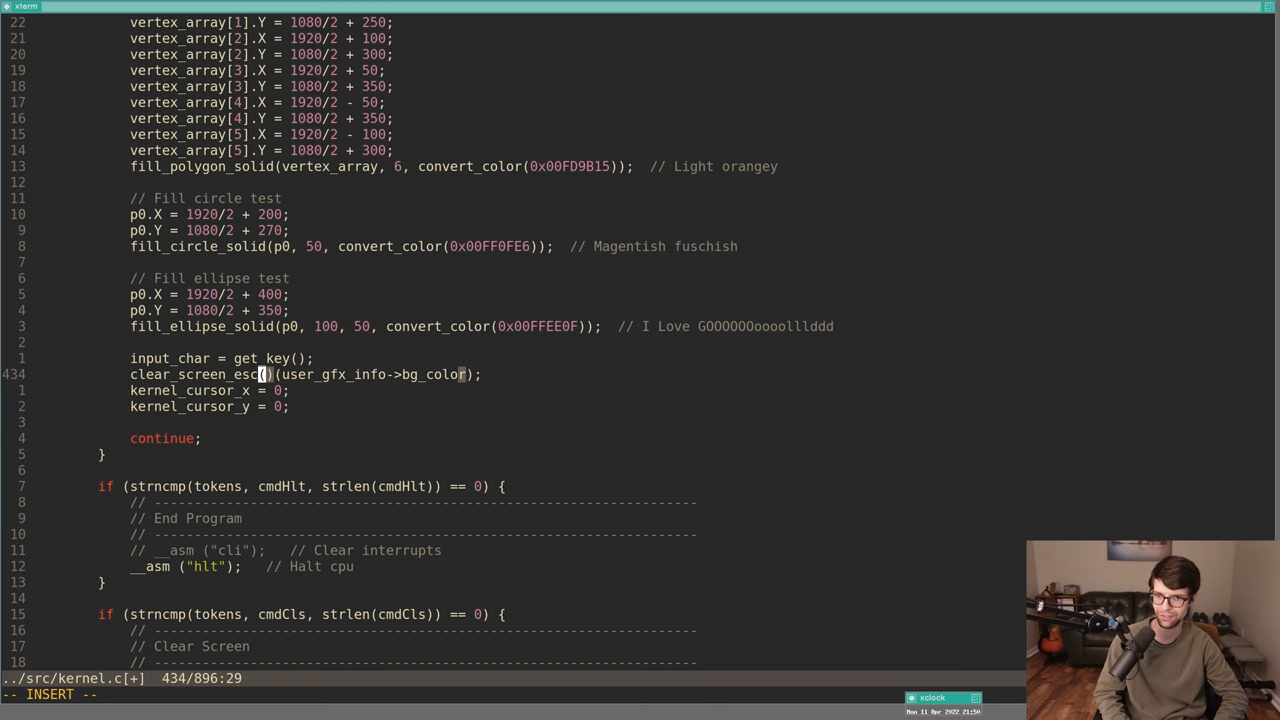 xterm
22 vertex_array[1].Y = 1080/2 + 250;
21 vertex_array[2].X = 1920/2 + 100;
20 vertex_array[2].Y = 1080/2 + 300;
19 vertex_array[3].X = 1920/2 + 50;
18 vertex_array[3].Y = 1080/2 + 350;
17 vertex_array[4].X = 1920/2 - 50;
16 vertex_array[4].Y = 1080/2 + 350;
15 vertex_array[5].X = 1920/2 - 100;
14 vertex_array[5].Y = 1080/2 + 300;
13 fill_polygon_solid(vertex_array, 6, convert_color(0x00FD9B15)); // Light orangey
12
11 // Fill circle test
10 p0.X = 1920/2 + 200;
9 p0.Y = 1080/2 + 270;
8 fill_circle_solid(p0, 50, convert_color(0x00FF0FE6)); // Magentish fuschish
7
6 // Fill ellipse test
5 p0.X = 1920/2 + 400;
4 p0.Y = 1080/2 + 350;
3 fill_ellipse_solid(p0, 100, 50, convert_color(0x00FFEE0F)); // I Love GOOOOOOoooolllddd
2
1 input_char = get_key();
434 clear_screen_esc()(user_gfx_info->bg_color);
1 kernel_cursor_x = 0;
2 kernel_cursor_y = 0;
3
4 continue;
5 }
6
7 if (strncmp(tokens, cmdHlt, strlen(cmdHlt)) == 0) {
8 // --------------------------------------------------------------------
9 // End Program
10 // --------------------------------------------------------------------
11 // __asm ("cli"); // Clear interrupts
12 __asm ("hlt"); // Halt cpu
13 }
14
15 if (strncmp(tokens, cmdCls, strlen(cmdCls)) == 0) {
16 // --------------------------------------------------------------------
17 // Clear Screen
18 // --------------------------------------------------------------------
../src/kernel.c[+] 434/896:29
-- INSERT --
xclock
Mon 11 Apr 2022 21:50